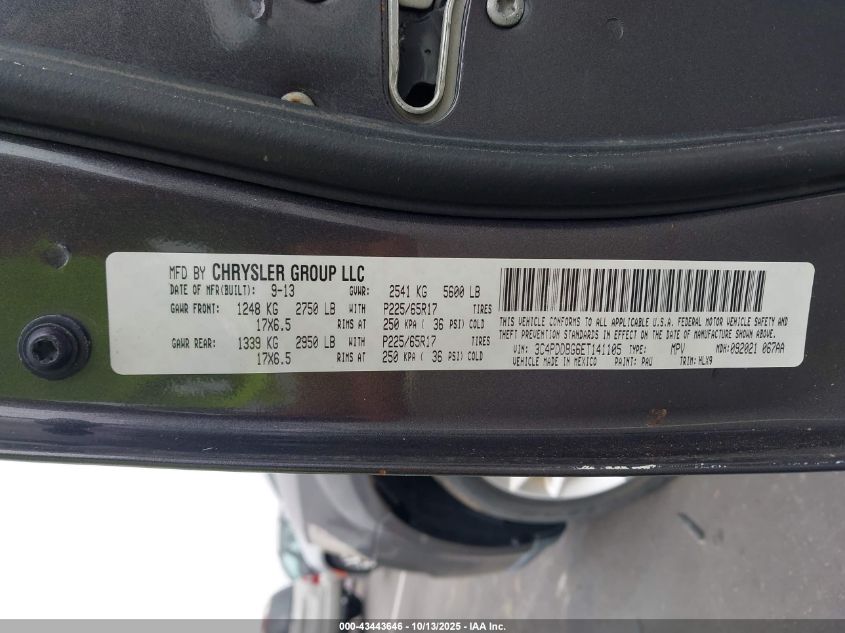 MFD BY CHRYSLER GROUP LLC
DATE OF MFR(BUILT): 9-13 GVWR: 2541 KG 5600 LB
GAWR FRONT: 1248 KG 2750 LB WITH P225/65R17 TIRES
17X6.5 RIMS AT 250 KPA ( 36 PSI) COLD
GAWR REAR: 1339 KG 2950 LB WITH P225/65R17 TIRES
17X6.5 RIMS AT 250 KPA ( 36 PSI) COLD
THIS VEHICLE CONFORMS TO ALL APPLICABLE U.S.A. FEDERAL MOTOR VEHICLE SAFETY
THEFT PREVENTION STANDARDS IN EFFECT ON THE DATE OF MANUFACTURE SHOWN ABOVE.
VIN: 3C4PDDBG6ET141105 TYPE: MPV MDH: 092021 067AA
VEHICLE MADE IN MEXICO PAINT: PAU TRIM: HLX9
000-43443646 - 10/13/2025 - IAA Inc.